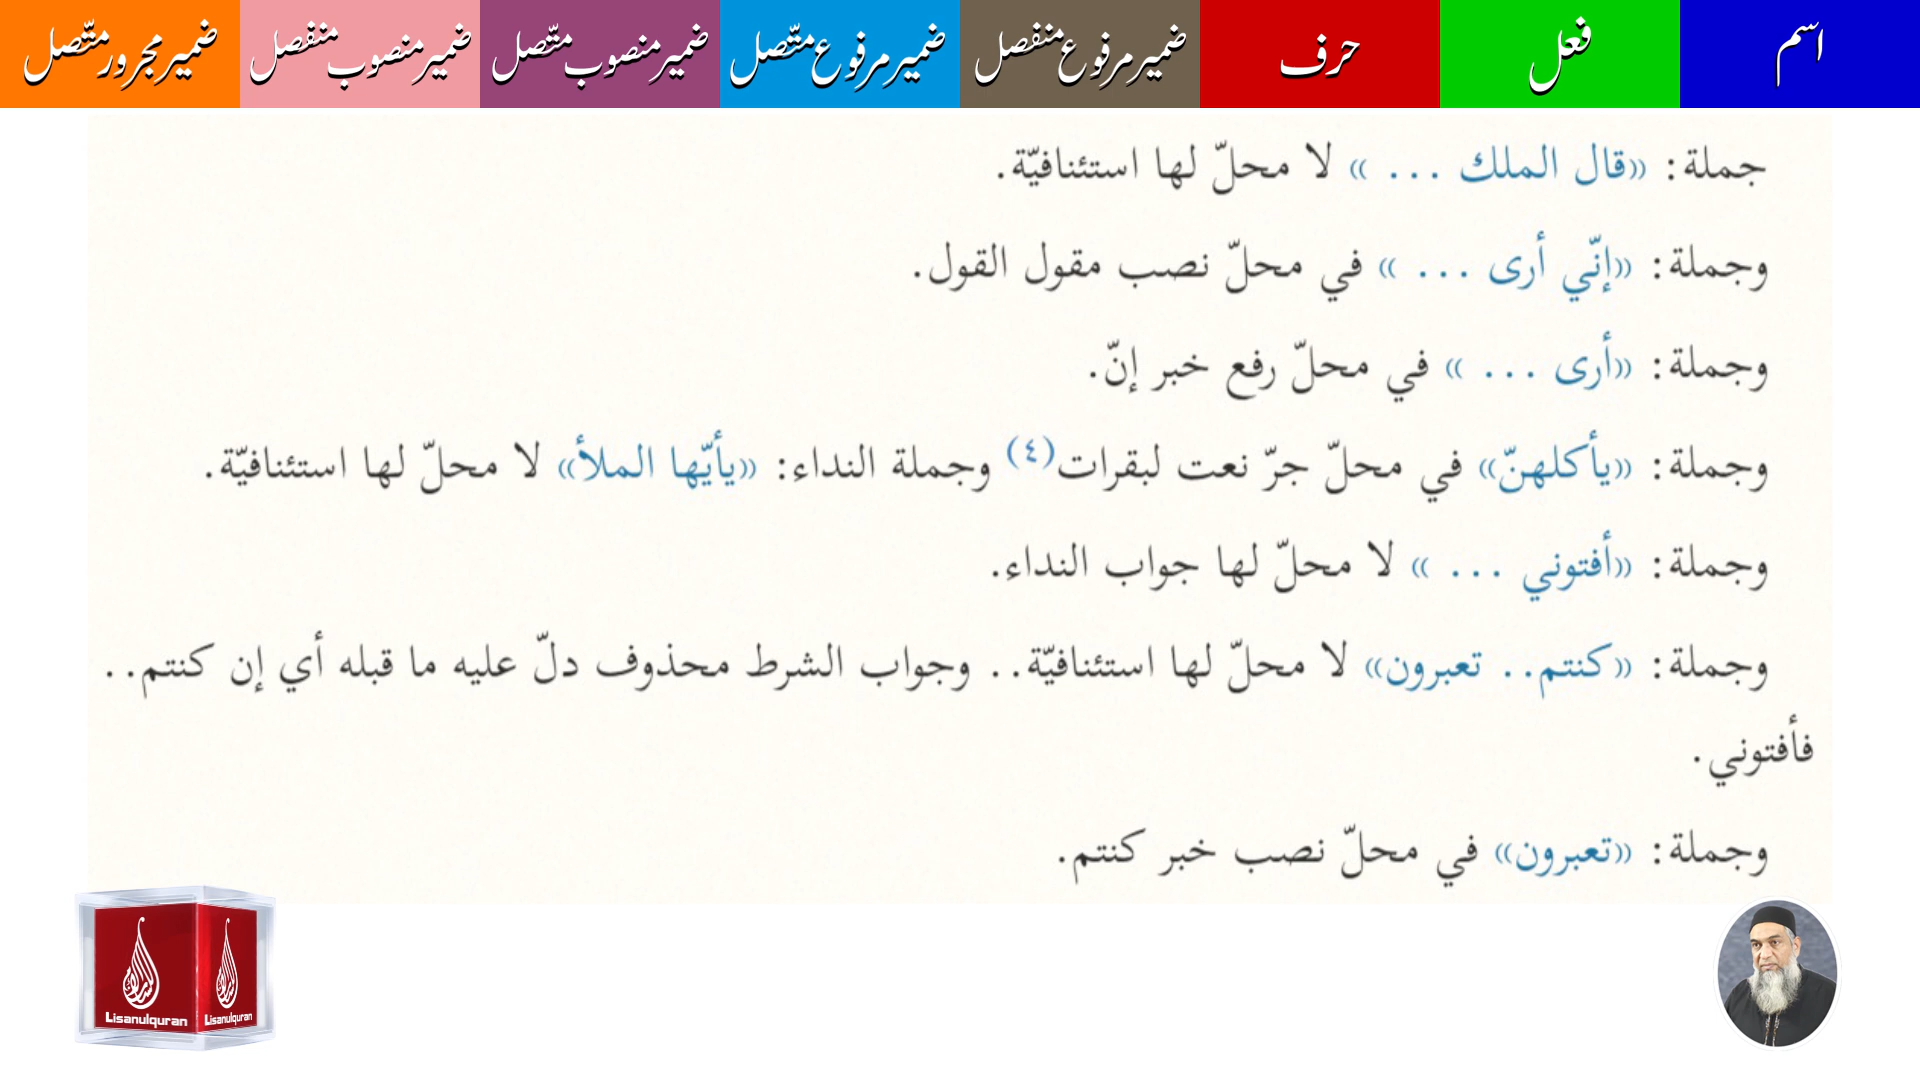 اسم فعل حرف ضمیر مرفوع منفصل ضمیر مرفوع متّصل ضمیر منصوب متّصل ضمیر منصوب منفصل ضمیر مجرور متّصل
جملة: «قال الملك ... » لا محلّ لها استئنافيّة.
وجملة: «إنّي أرى ... » في محلّ نصب مقول القول.
وجملة: «أرى ... » في محلّ رفع خبر إنّ.
وجملة: «يأكلهنّ» في محلّ جرّ نعت لبقرات(٤) وجملة النداء: «يأيّها الملأ» لا محلّ لها استئنافيّة.
وجملة: «أفتوني ... » لا محلّ لها جواب النداء.
وجملة: «كنتم.. تعبرون» لا محلّ لها استئنافيّة.. وجواب الشرط محذوف دلّ عليه ما قبله أي إن كنتم..
فأفتوني.
وجملة: «تعبرون» في محلّ نصب خبر كنتم.
Lisanulquran Lisanulquran